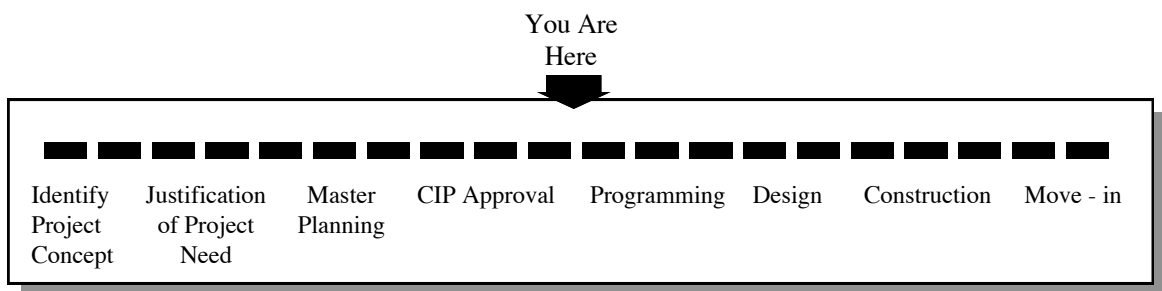 You Are
Here
Identify Project Concept
Justification of Project Need
Master Planning
CIP Approval
Programming
Design
Construction
Move - in